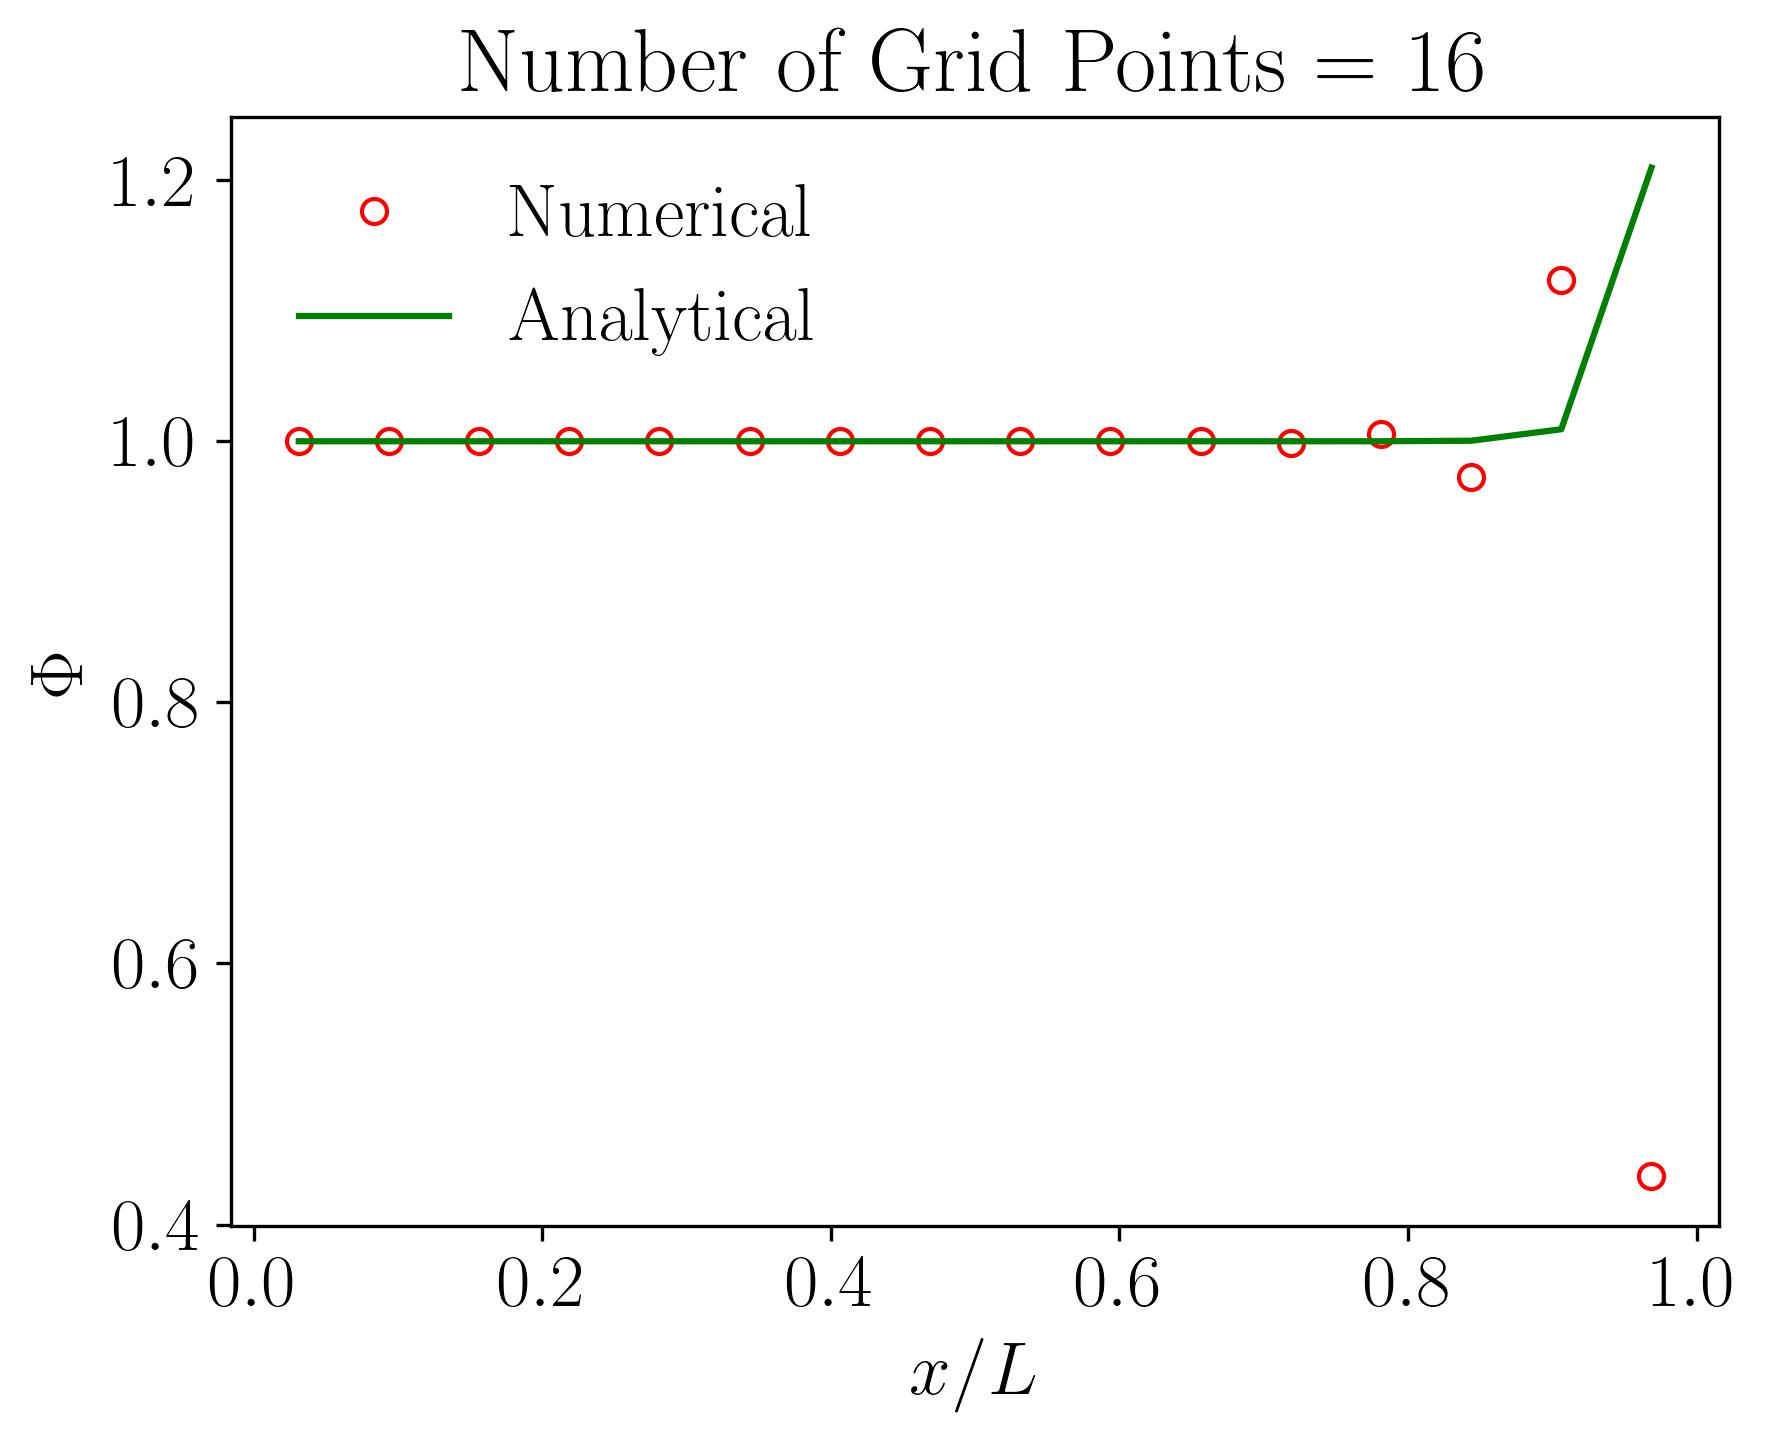 Number of Grid Points = 16
1.2
1.0
0.8
0.6
0.4
Φ
Numerical
Analytical
0.0 0.2 0.4 0.6 0.8 1.0
x/L